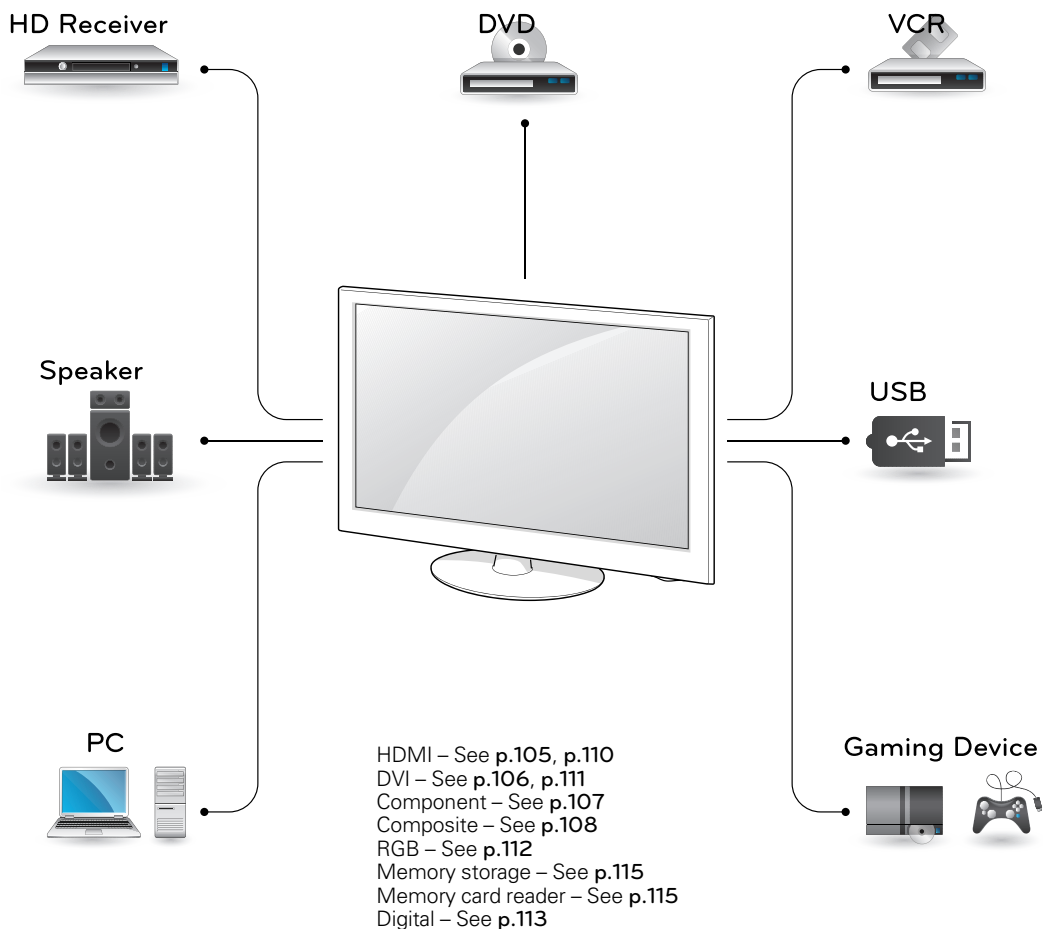 HD Receiver
DVD
VCR
Speaker
USB
PC
Gaming Device
HDMI – See p.105, p.110
DVI – See p.106, p.111
Component – See p.107
Composite – See p.108
RGB – See p.112
Memory storage – See p.115
Memory card reader – See p.115
Digital – See p.113